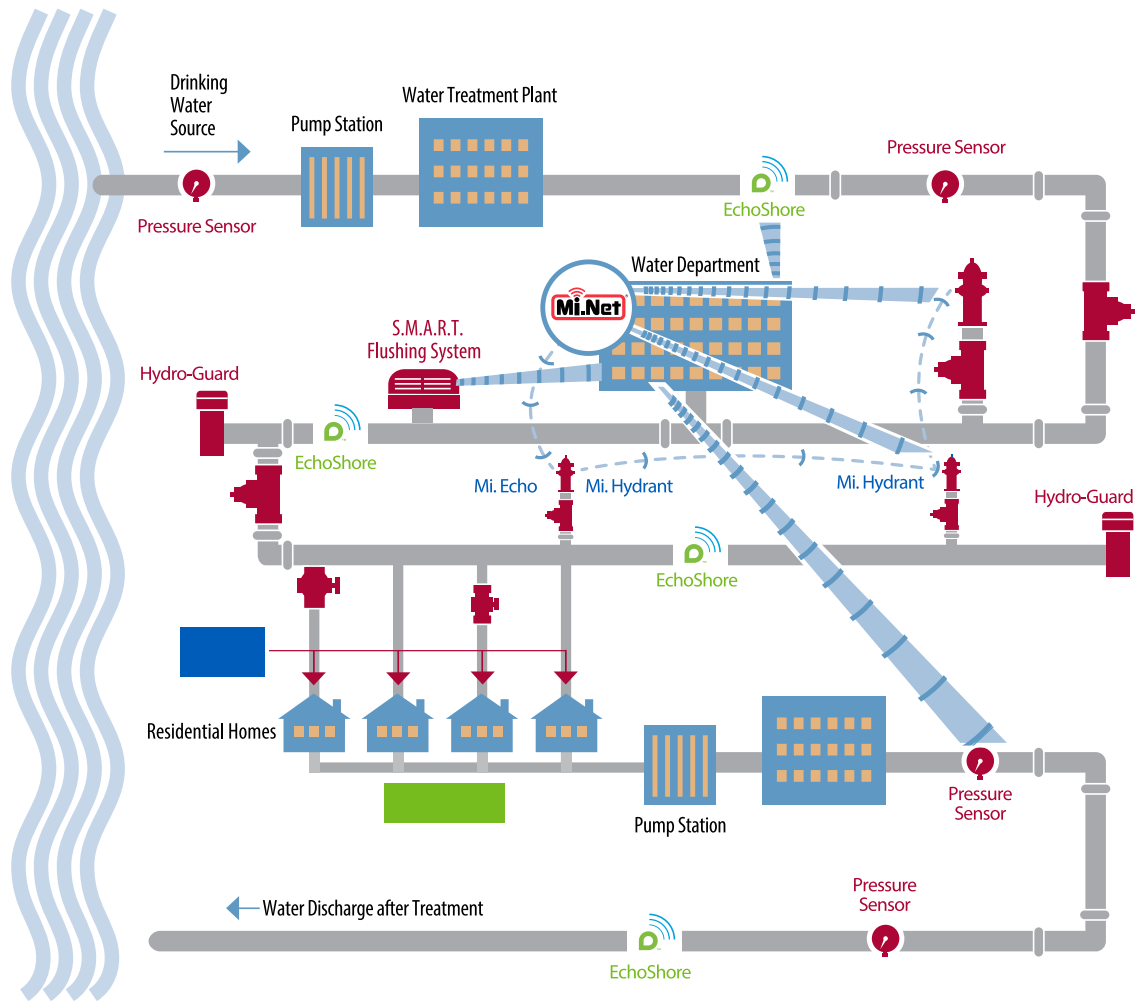 Drinking
Water
Source
Pump Station
Water Treatment Plant
Pressure Sensor
Pressure Sensor
EchoShore
Water Department
Mi.Net
S.M.A.R.T.
Flushing System
Hydro-Guard
EchoShore
Mi. Echo
Mi. Hydrant
Mi. Hydrant
Hydro-Guard
EchoShore
Residential Homes
Pump Station
Pressure
Sensor
Water Discharge after Treatment
Pressure
Sensor
EchoShore